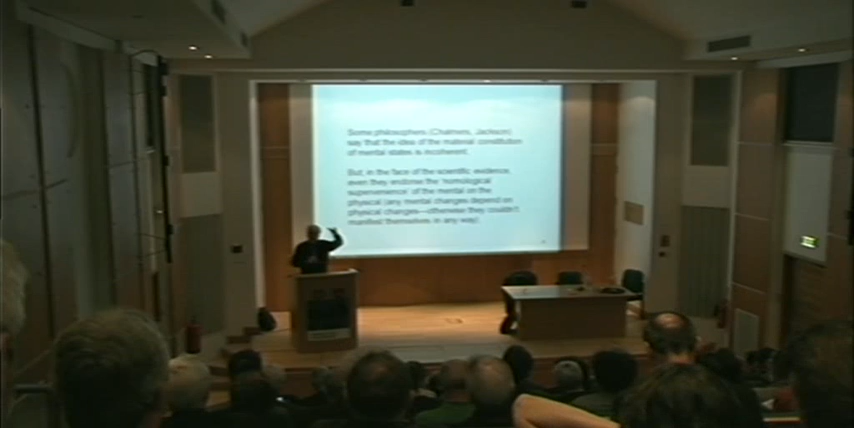 Some philosophers (Chalmers, Jackson)
say that the idea of the material constitution
of mental states is incoherent.
But, in the face of the scientific evidence,
even they endorse the 'nomological
supervenience' of the mental on the
physical (any mental changes depend on
physical changes—otherwise they couldn't
manifest themselves in any way).